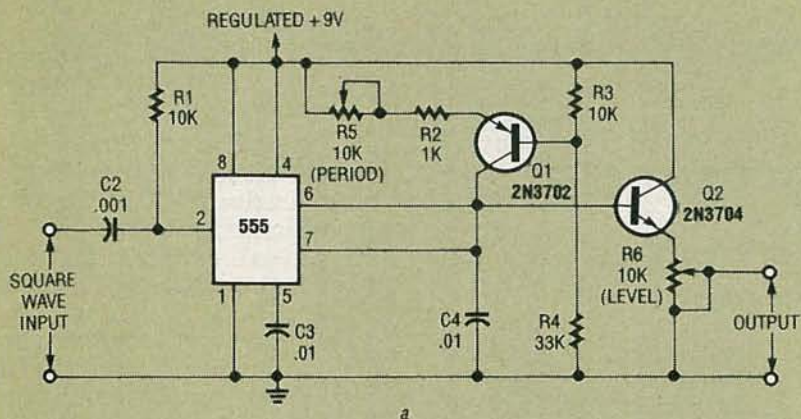 REGULATED +9V
R1
10K
R5
10K
(PERIOD)
R2
1K
R3
10K
Q1
2N3702
Q2
2N3704
C2
.001
8
4
2
555
6
7
1
5
SQUARE
WAVE
INPUT
C3
.01
C4
.01
R4
33K
R6
10K
(LEVEL)
OUTPUT
a